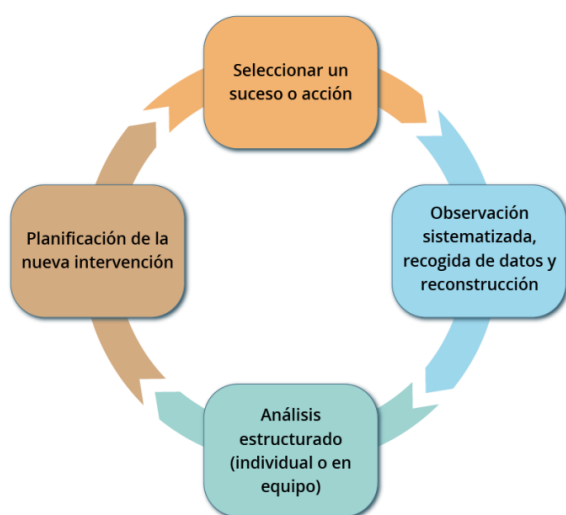 Seleccionar un
suceso o acción
Observación
sistematizada,
recogida de datos y
reconstrucción
Análisis
estructurado
(individual o en
equipo)
Planificación de la
nueva intervención